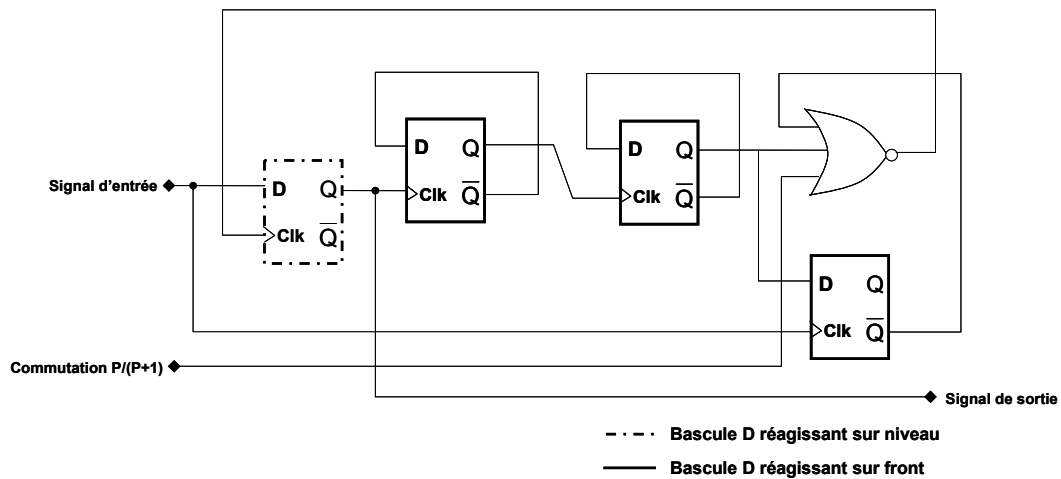 D Q
Clk Q
D Q
Clk Q
Signal d'entrée
D Q
Clk Q
D Q
Clk Q
Commutation P/(P+1)
Signal de sortie
Bascule D réagissant sur niveau
Bascule D réagissant sur front